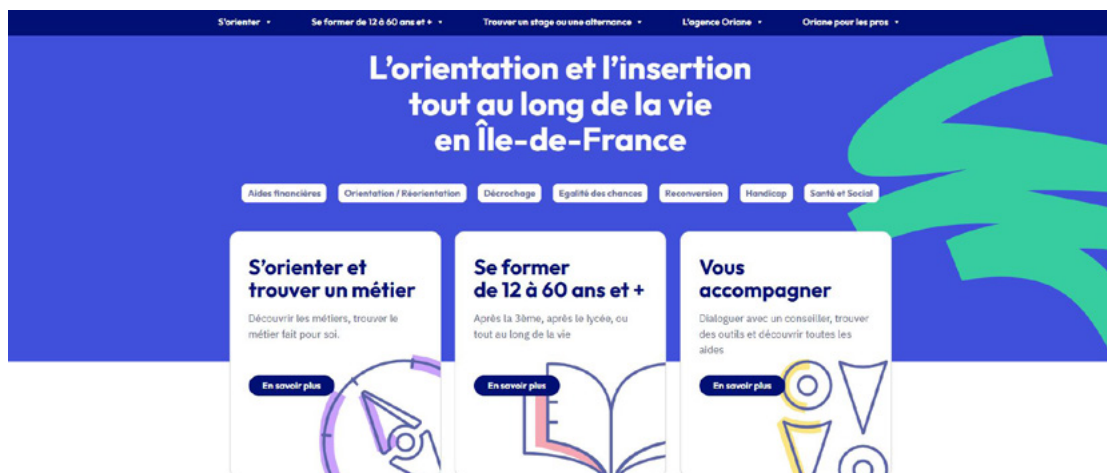 S'orienter
Se former de 12 à 60 ans et +
Trouver un stage ou une alternance
L'agence Oriane
Oriane pour les pros
L'orientation et l'insertion
tout au long de la vie
en Île-de-France
Aides financières
Orientation / Réorientation
Décrochage
Egalité des chances
Reconversion
Handicap
Santé et Social
S'orienter et
trouver un métier
Découvrir les métiers, trouver le
métier fait pour soi.
En savoir plus
Se former
de 12 à 60 ans et +
Après la 3ème, après le lycée, ou
tout au long de la vie
En savoir plus
Vous
accompagner
Dialoguer avec un conseiller, trouver
des outils et découvrir toutes les
aides
En savoir plus